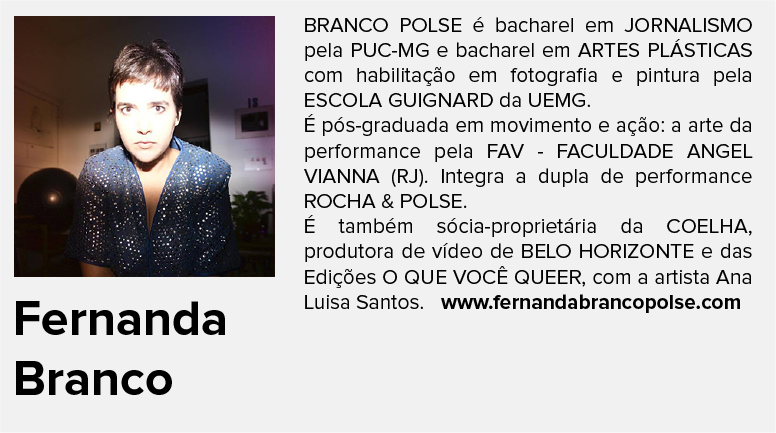 BRANCO POLSE é bacharel em JORNALISMO
pela PUC-MG e bacharel em ARTES PLÁSTICAS
com habilitação em fotografia e pintura pela
ESCOLA GUIGNARD da UEMG.
É pós-graduada em movimento e ação: a arte da
performance pela FAV - FACULDADE ANGEL
VIANNA (RJ). Integra a dupla de performance
ROCHA & POLSE.
É também sócia-proprietária da COELHA,
produtora de vídeo de BELO HORIZONTE e das
Edições O QUE VOCÊ QUEER, com a artista Ana
Luisa Santos. www.fernandabrancopolse.com
Fernanda
Branco